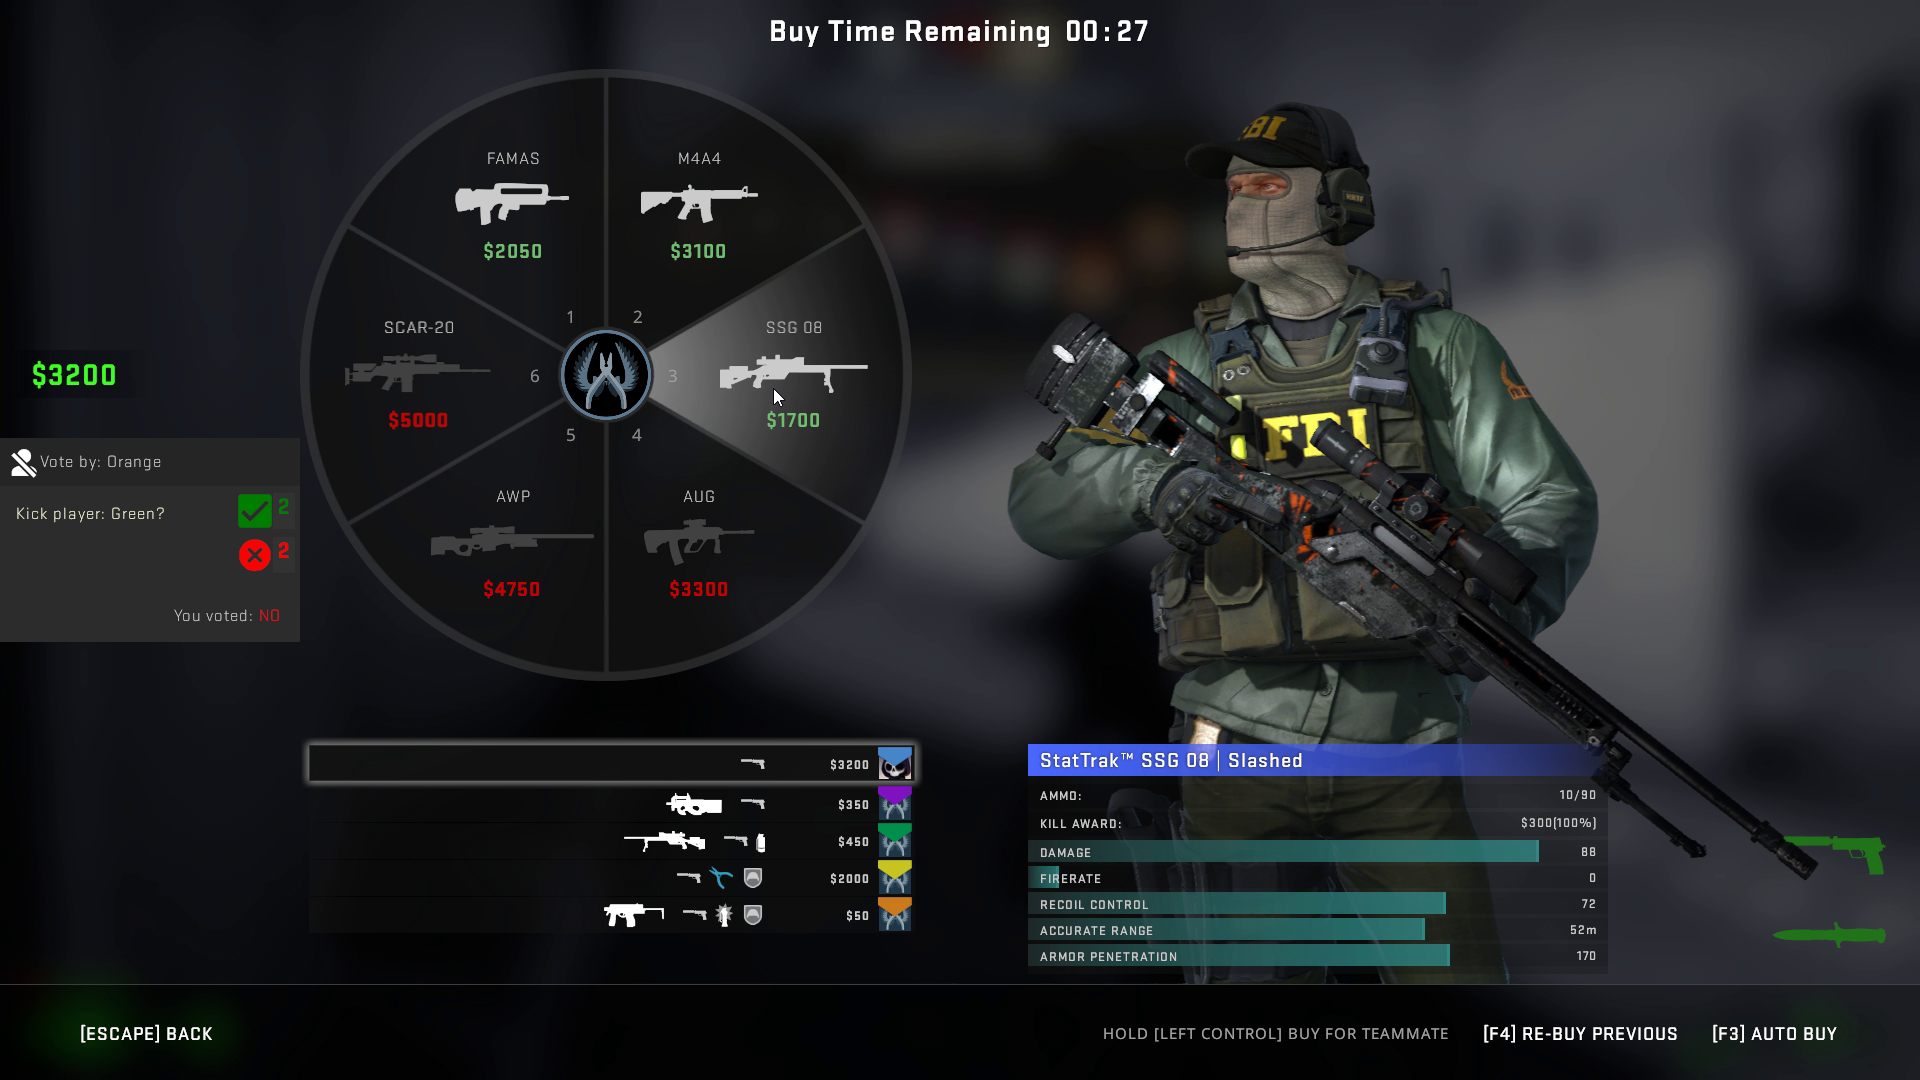 Buy Time Remaining 00:27
FAMAS
$2050
M4A4
$3100
SCAR-20
$5000
SSG 08
$1700
AWP
$4750
AUG
$3300
1
2
3
4
5
6
$3200
Vote by: Orange
Kick player: Green?
2
2
You voted: NO
FBI
FBI
$3200
$350
$450
$2000
$50
StatTrak™ SSG 08 | Slashed
AMMO: 10/90
KILL AWARD: $300(100%)
DAMAGE 88
FIRERATE 0
RECOIL CONTROL 72
ACCURATE RANGE 52m
ARMOR PENETRATION 170
[ESCAPE] BACK
HOLD [LEFT CONTROL] BUY FOR TEAMMATE
[F4] RE-BUY PREVIOUS
[F3] AUTO BUY